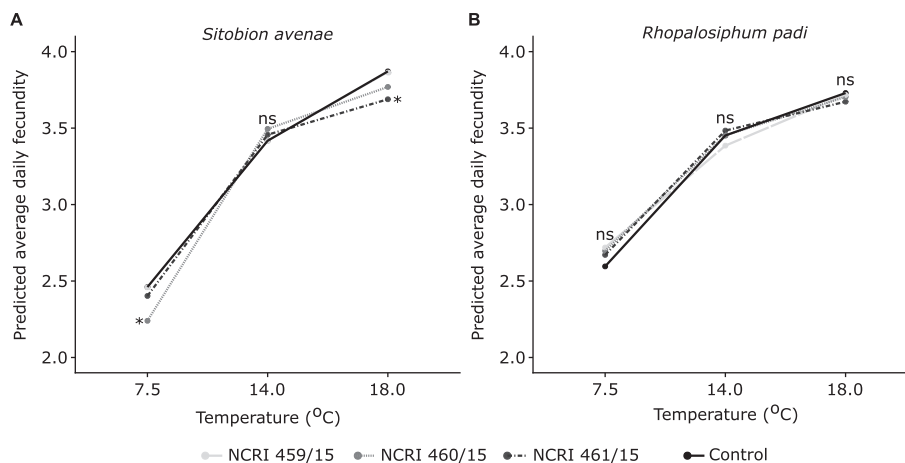 A
Sitobion avenae
Predicted average daily fecundity
4.0
3.5
3.0
2.5
2.0
ns
*
*
7.5
14.0
18.0
Temperature (°C)
B
Rhopalosiphum padi
Predicted average daily fecundity
4.0
3.5
3.0
2.5
2.0
ns
ns
ns
7.5
14.0
18.0
Temperature (°C)
NCRI 459/15
NCRI 460/15
NCRI 461/15
Control